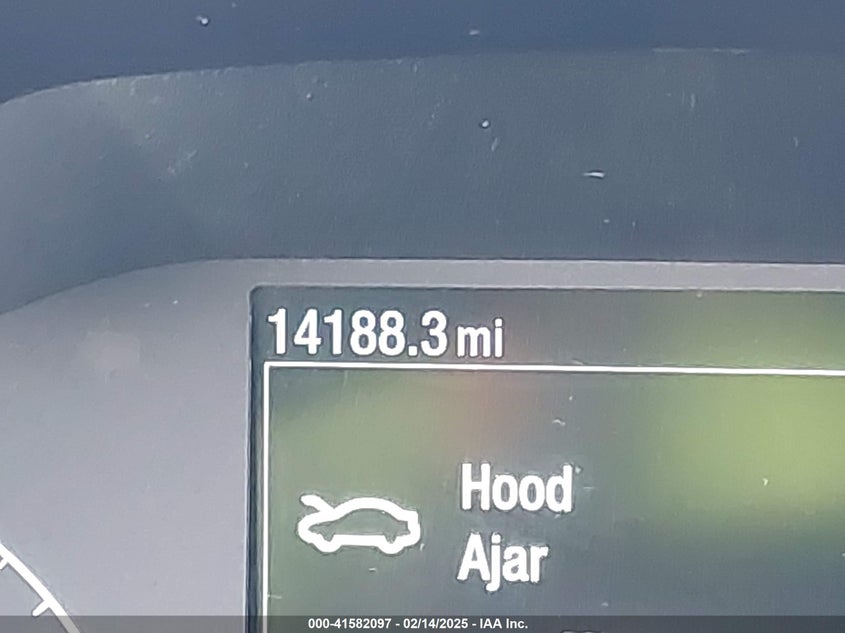 14188.3 mi
Hood
Ajar
000-41582097 - 02/14/2025 - IAA Inc.